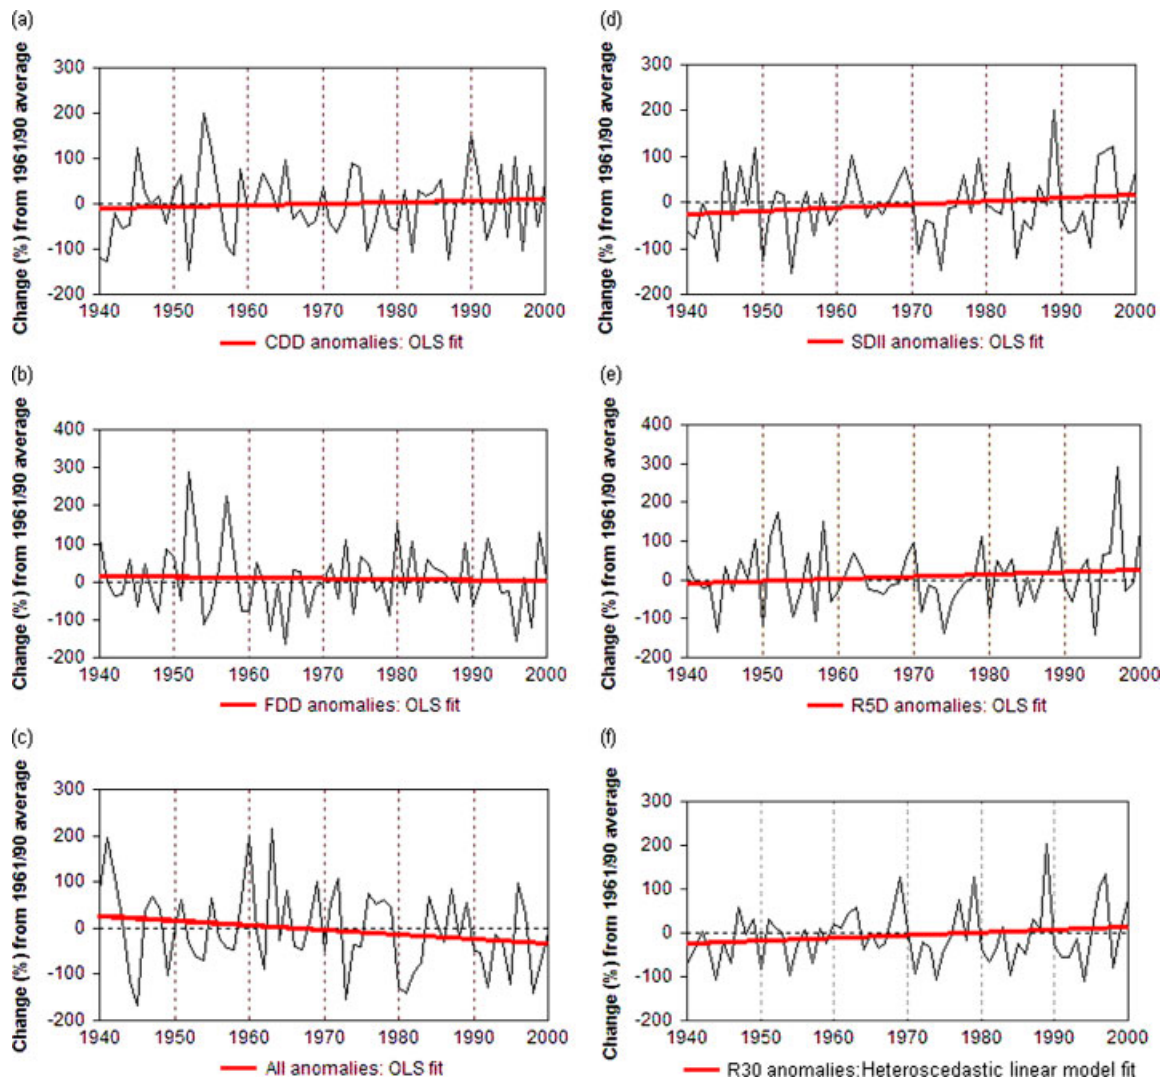 (a)
Change (%) from 1961/90 average
300
200
100
0
-100
-200
1940 1950 1960 1970 1980 1990 2000
CDD anomalies: OLS fit
(b)
Change (%) from 1961/90 average
400
300
200
100
0
-100
-200
1940 1950 1960 1970 1980 1990 2000
FDD anomalies: OLS fit
(c)
Change (%) from 1961/90 average
300
200
100
0
-100
-200
1940 1950 1960 1970 1980 1990 2000
All anomalies: OLS fit
(d)
Change (%) from 1961/90 average
300
200
100
0
-100
-200
1940 1950 1960 1970 1980 1990 2000
SDII anomalies: OLS fit
(e)
Change (%) from 1961/90 average
400
300
200
100
0
-100
-200
1940 1950 1960 1970 1980 1990 2000
R5D anomalies: OLS fit
(f)
Change (%) from 1961/90 average
300
200
100
0
-100
-200
1940 1950 1960 1970 1980 1990 2000
R30 anomalies:Heteroscedastic linear model fit